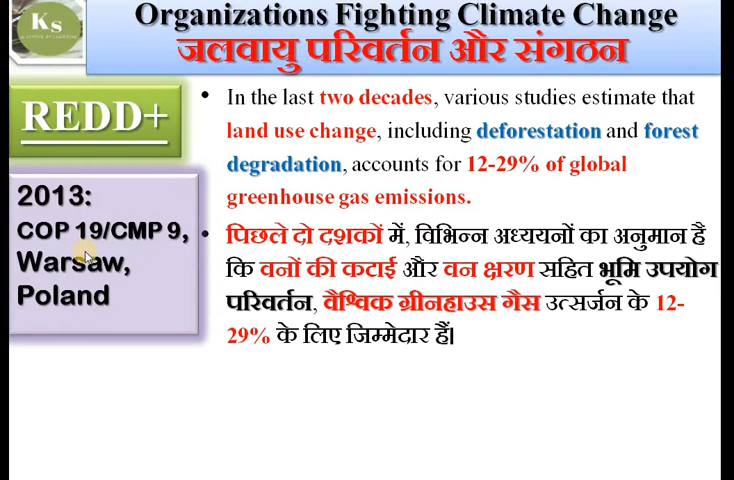 Ks
Organizations Fighting Climate Change
जलवायु परिवर्तन और संगठन
REDD+
2013:
COP 19/CMP 9,
Warsaw,
Poland
• In the last two decades, various studies estimate that
land use change, including deforestation and forest
degradation, accounts for 12-29% of global
greenhouse gas emissions.
• पिछले दो दशकों में, विभिन्न अध्ययनों का अनुमान है
कि वनों की कटाई और वन क्षरण सहित भूमि उपयोग
परिवर्तन, वैश्विक ग्रीनहाउस गैस उत्सर्जन के 12-
29% के लिए जिम्मेदार हैं।